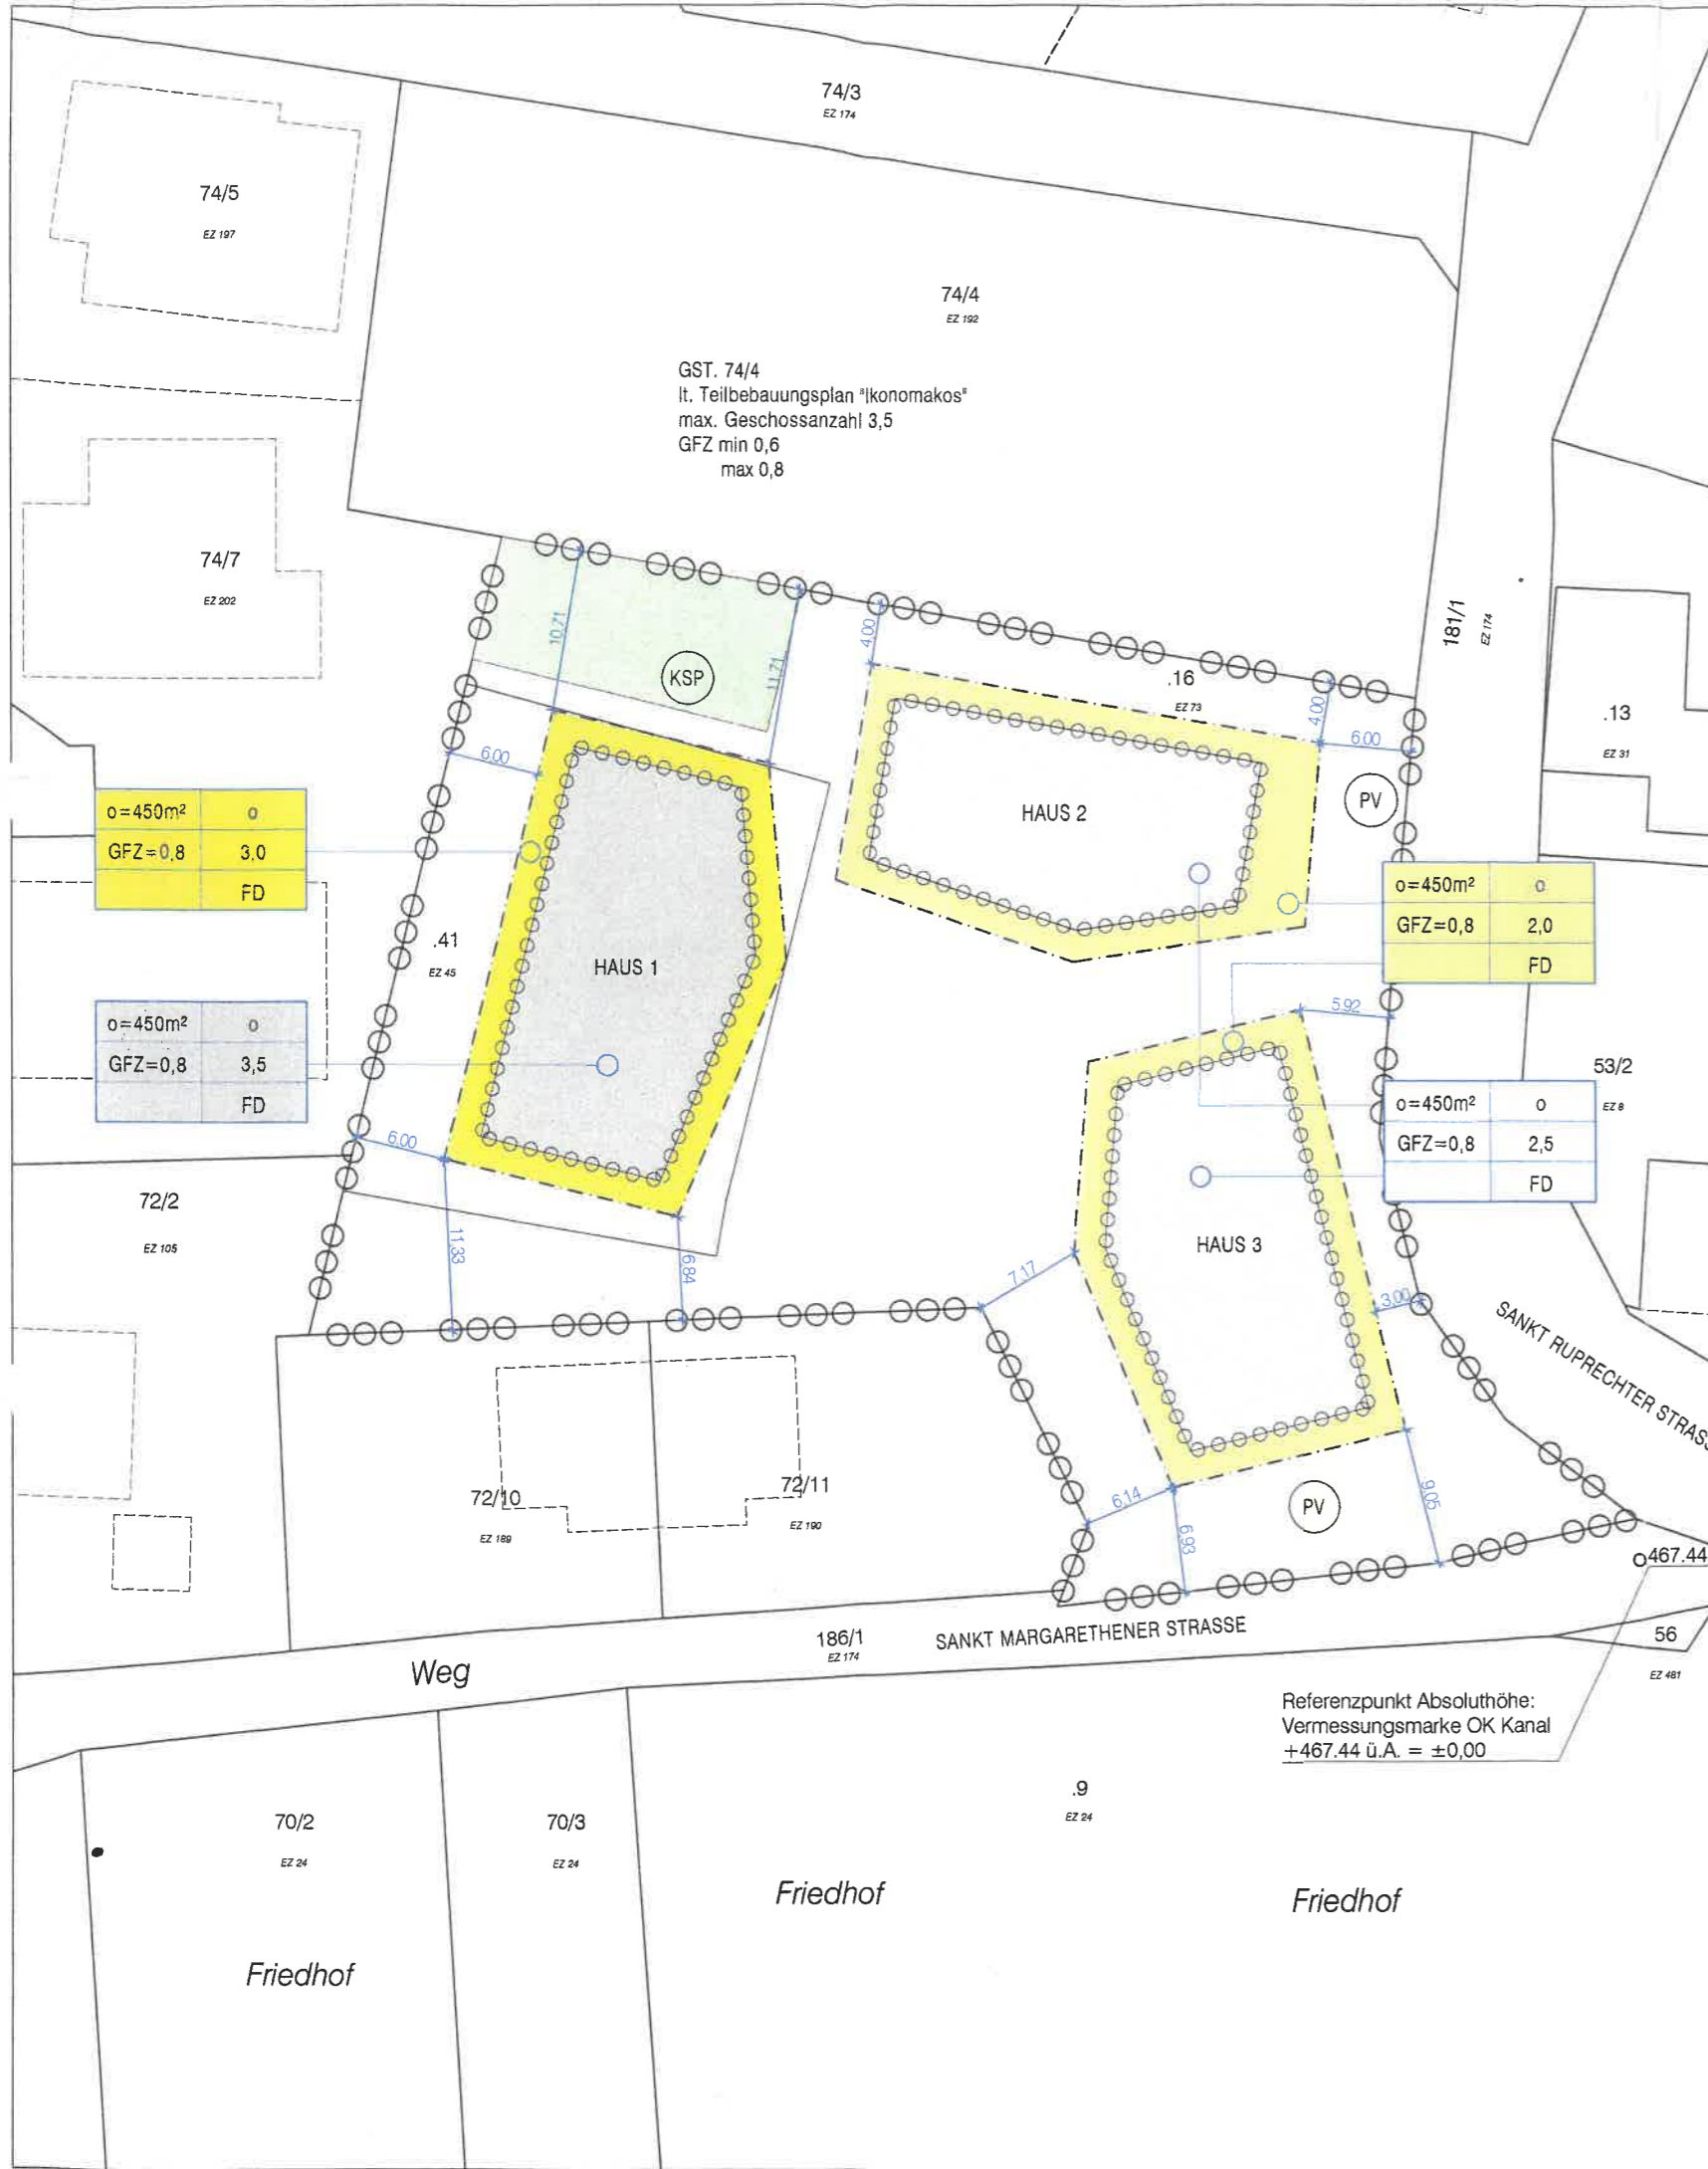 74/3
EZ 174
74/5
EZ 197
74/4
EZ 192
GST. 74/4
lt. Teilbebauungsplan "Ikonomakos"
max. Geschossanzahl 3,5
GFZ min 0,6
max 0,8
74/7
EZ 202
181/1
EZ 174
10,71
11,71
KSP
4.00
.16
EZ 73
4.00
6.00
.13
EZ 31
6.00
PV
HAUS 2
o=450m² o
GFZ=0,8 3,0
FD
o=450m² o
GFZ=0,8 2,0
FD
.41
EZ 45
HAUS 1
o=450m² o
GFZ=0,8 3,5
FD
5.92
53/2
EZ 8
o=450m² o
GFZ=0,8 2,5
FD
6.00
72/2
EZ 105
11.33
6.84
7.17
HAUS 3
3.00
SANKT RUPRECHTER STRASS
72/10
EZ 189
72/11
EZ 190
6.14
6.93
PV
9.05
467.44
186/1
EZ 174
SANKT MARGARETHENER STRASSE
56
EZ 481
Weg
Referenzpunkt Absoluthöhe:
Vermessungsmarke OK Kanal
+467.44 ü.A. = ±0,00
.9
EZ 24
70/2
EZ 24
70/3
EZ 24
Friedhof
Friedhof
Friedhof